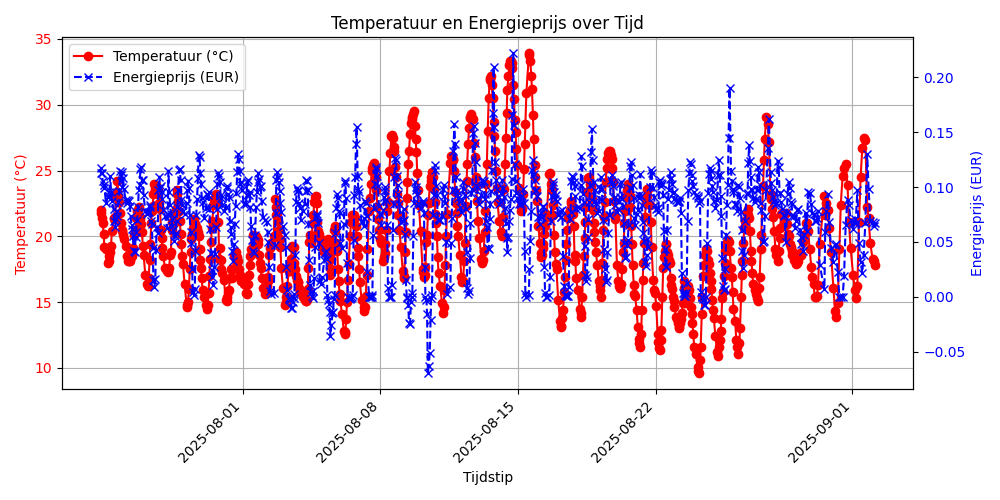 Temperatuur en Energieprijs over Tijd
Temperatuur (°C)
Energieprijs (EUR)
35
30
25
20
15
10
Temperatuur (°C)
0.20
0.15
0.10
0.05
0.00
−0.05
Energieprijs (EUR)
2025-08-01
2025-08-08
2025-08-15
2025-08-22
2025-09-01
Tijdstip